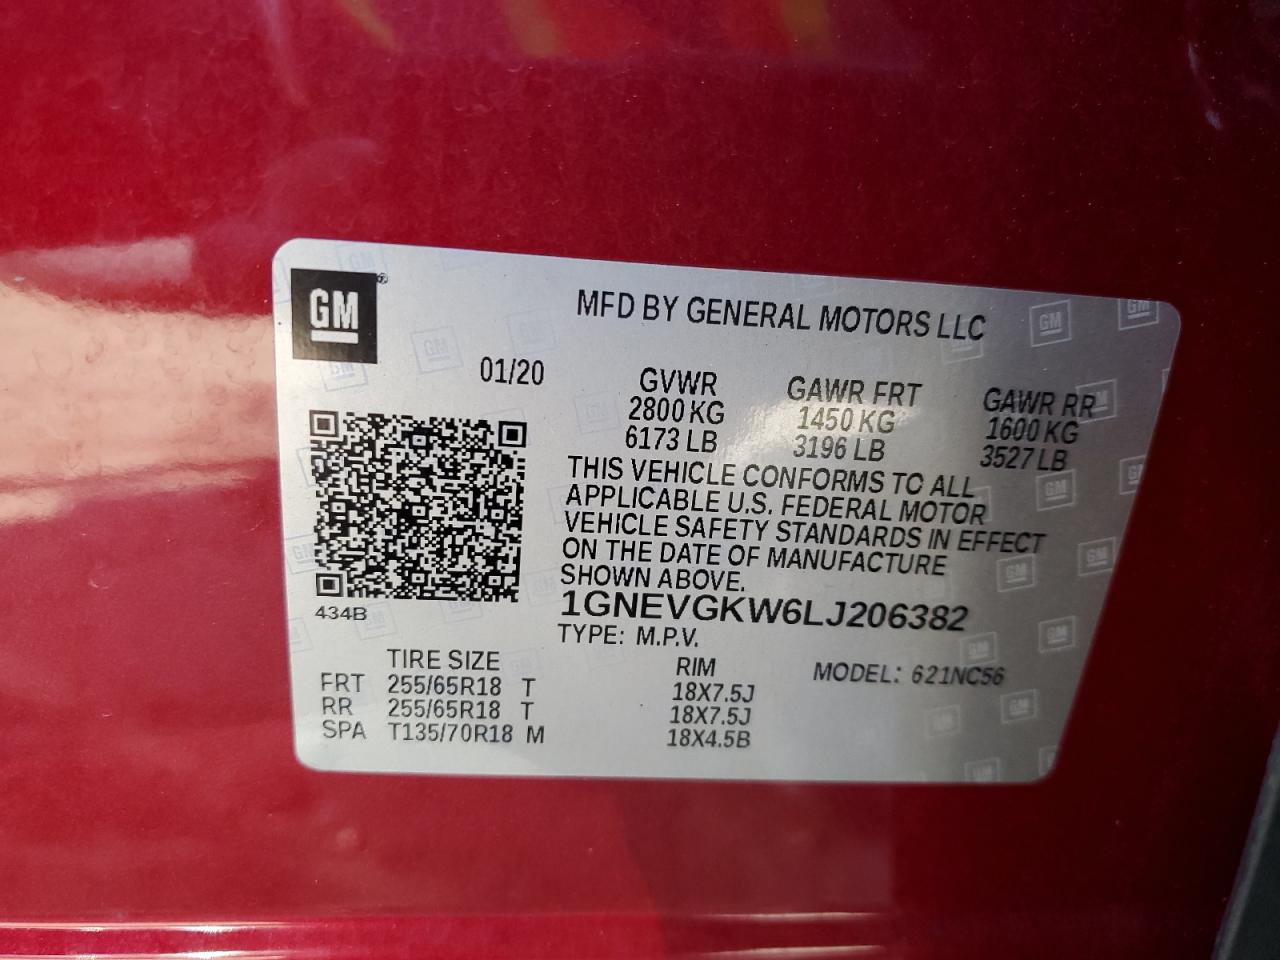 GM
MFD BY GENERAL MOTORS LLC
01/20
GVWR GAWR FRT GAWR RR
2800 KG 1450 KG 1600 KG
6173 LB 3196 LB 3527 LB
THIS VEHICLE CONFORMS TO ALL
APPLICABLE U.S. FEDERAL MOTOR
VEHICLE SAFETY STANDARDS IN EFFECT
ON THE DATE OF MANUFACTURE
SHOWN ABOVE.
434B
1GNEVGKW6LJ206382
TYPE: M.P.V.
TIRE SIZE RIM MODEL: 621NC56
FRT 255/65R18 T 18X7.5J
RR 255/65R18 T 18X7.5J
SPA T135/70R18 M 18X4.5B